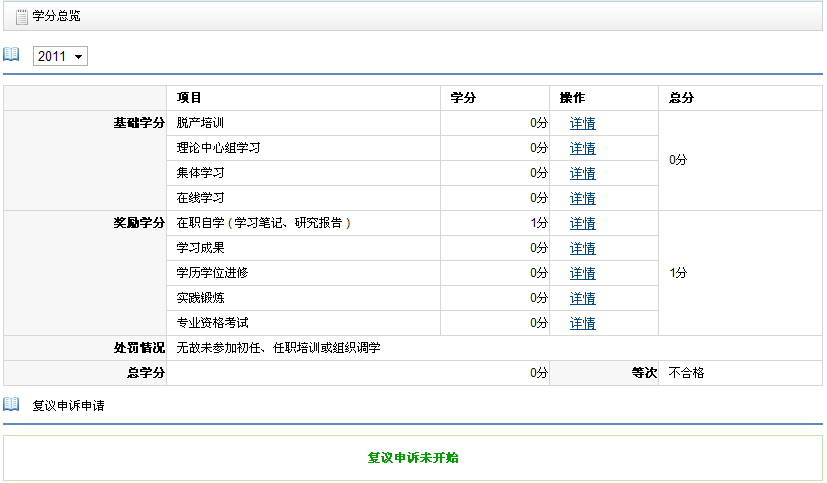 学分总览
2011
项目 学分 操作 总分
基础学分 脱产培训 0分 详情 0分
理论中心组学习 0分 详情
集体学习 0分 详情
在线学习 0分 详情
奖励学分 在职自学 ( 学习笔记、研究报告 ) 1分 详情 1分
学习成果 0分 详情
学历学位进修 0分 详情
实践锻炼 0分 详情
专业资格考试 0分 详情
处罚情况 无故未参加初任、任职培训或组织调学
总学分 0分 等次 不合格
复议申诉申请
复议申诉未开始